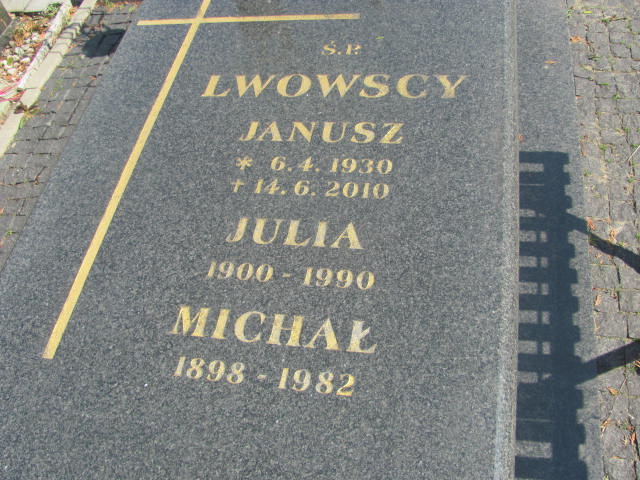 Ś.P.
LWOWSCY
JANUSZ
* 6.4.1930
+ 14.6.2010
JULIA
1900 - 1990
MICHAŁ
1898 - 1982